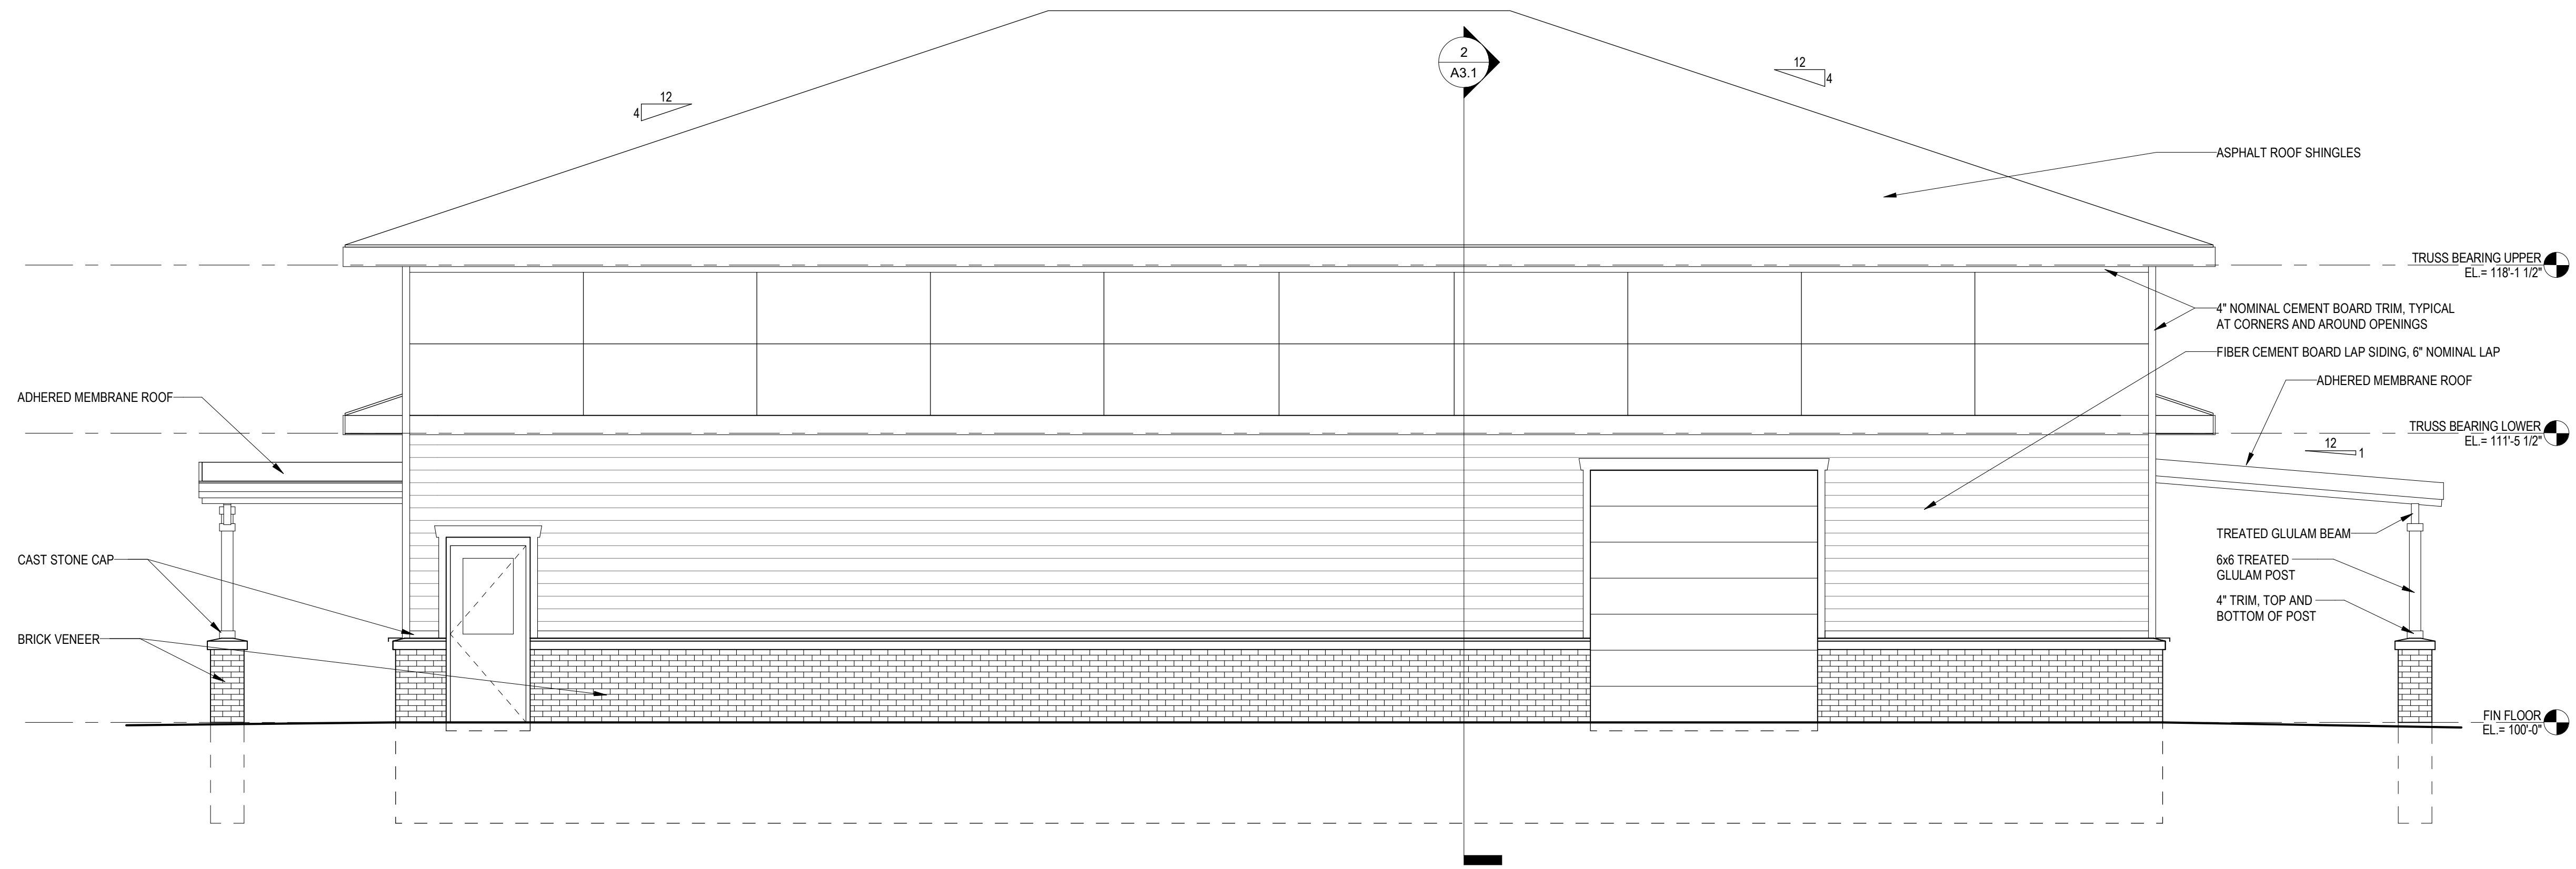 2
A3.1
12
4
12
4
ASPHALT ROOF SHINGLES
TRUSS BEARING UPPER
EL.= 118'-1 1/2"
4" NOMINAL CEMENT BOARD TRIM, TYPICAL
AT CORNERS AND AROUND OPENINGS
FIBER CEMENT BOARD LAP SIDING, 6" NOMINAL LAP
ADHERED MEMBRANE ROOF
ADHERED MEMBRANE ROOF
TRUSS BEARING LOWER
EL.= 111'-5 1/2"
12
1
TREATED GLULAM BEAM
CAST STONE CAP
6x6 TREATED
GLULAM POST
4" TRIM, TOP AND
BOTTOM OF POST
BRICK VENEER
FIN FLOOR
EL.= 100'-0"